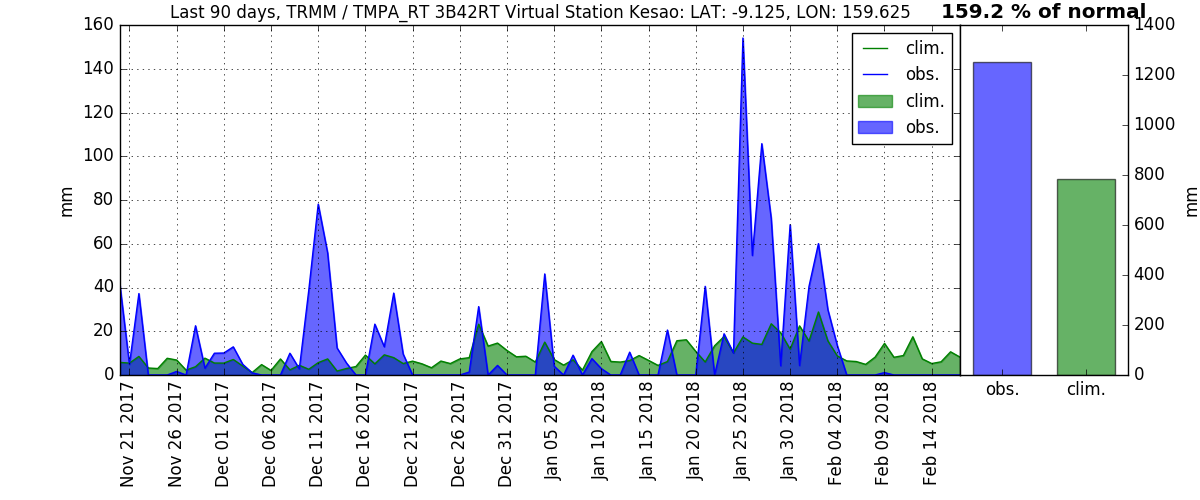 Last 90 days, TRMM / TMPA_RT 3B42RT Virtual Station Kesao: LAT: -9.125, LON: 159.625
159.2 % of normal
160
140
120
100
80
60
40
20
0
mm
clim.
obs.
clim.
obs.
Nov 21 2017
Nov 26 2017
Dec 01 2017
Dec 06 2017
Dec 11 2017
Dec 16 2017
Dec 21 2017
Dec 26 2017
Dec 31 2017
Jan 05 2018
Jan 10 2018
Jan 15 2018
Jan 20 2018
Jan 25 2018
Jan 30 2018
Feb 04 2018
Feb 09 2018
Feb 14 2018
1400
1200
1000
800
600
400
200
0
mm
obs.
clim.